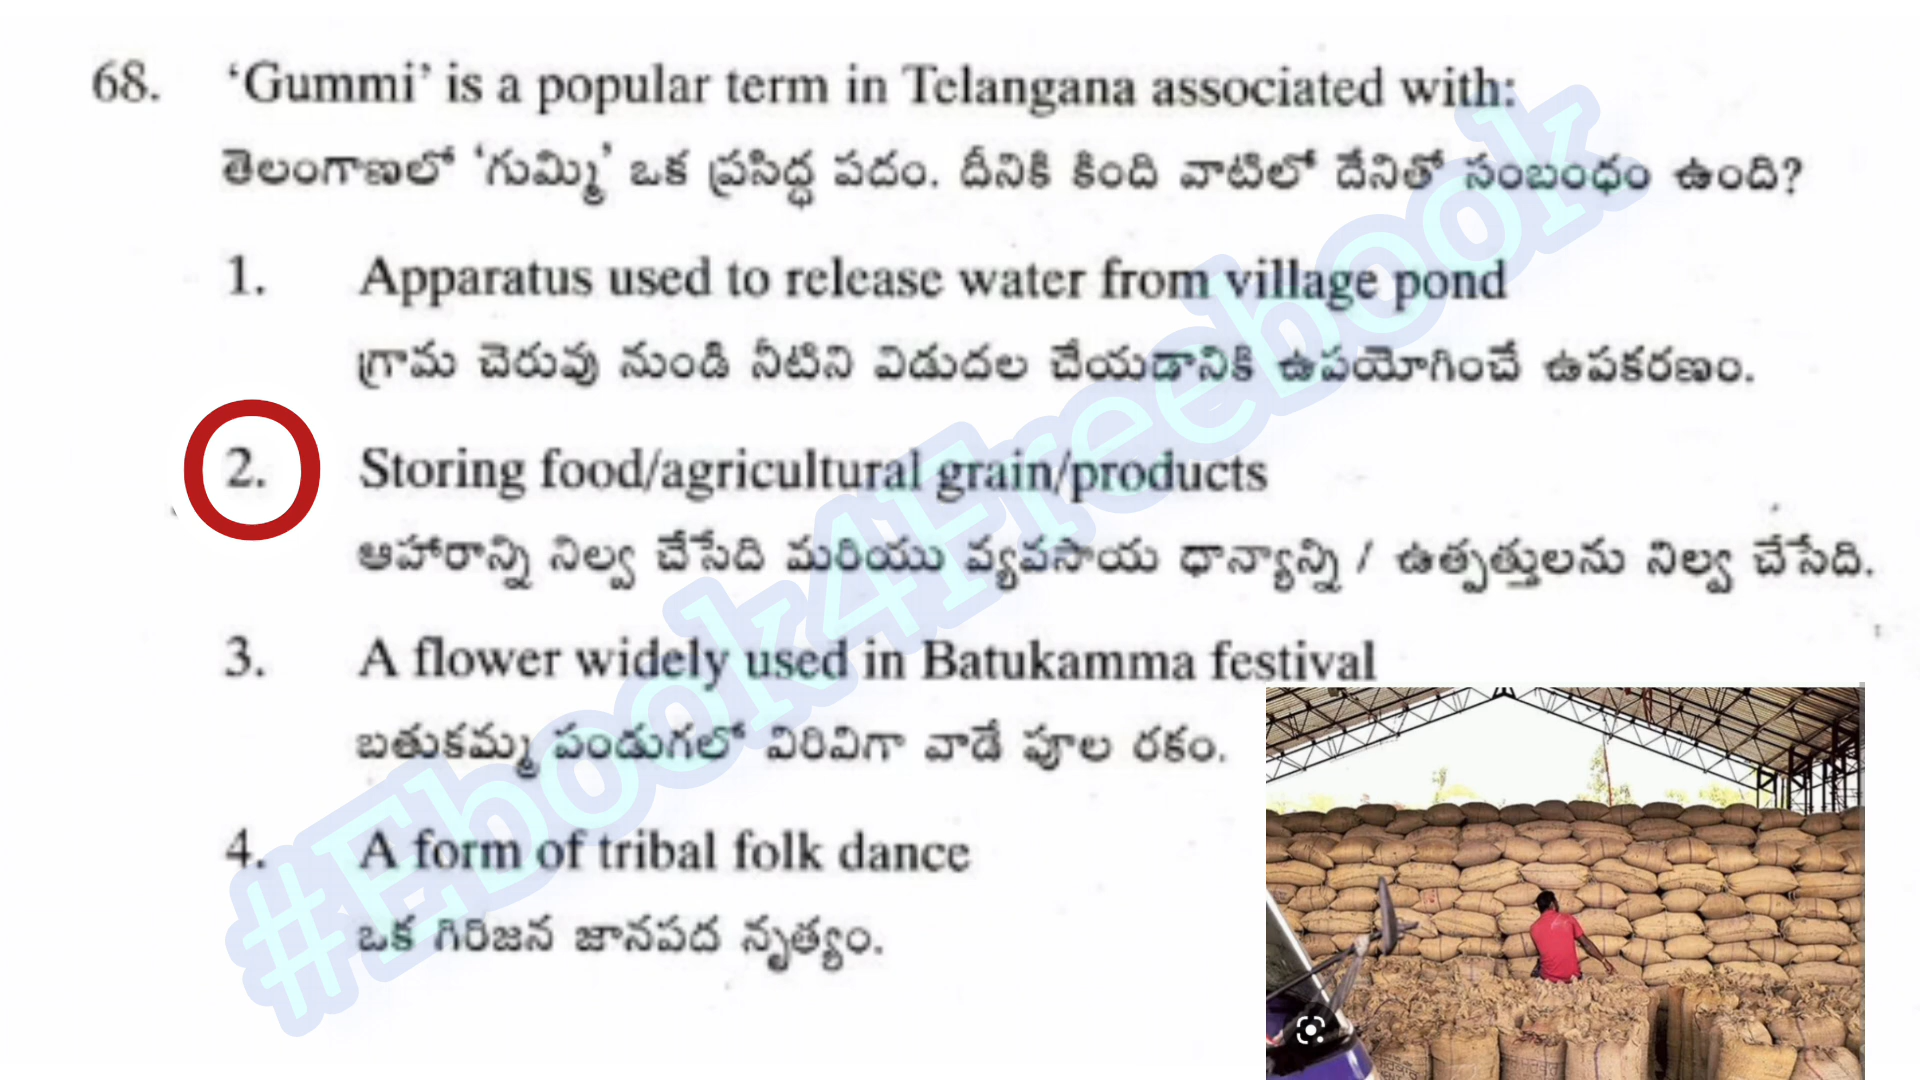 68. ‘Gummi’ is a popular term in Telangana associated with:
తెలంగాణలో ‘గుమ్మి’ ఒక ప్రసిద్ధ పదం. దీనికి కింది వాటిలో దేనితో సంబంధం ఉంది?
1. Apparatus used to release water from village pond
గ్రామ చెరువు నుండి నీటిని విడుదల చేయడానికి ఉపయోగించే ఉపకరణం.
2. Storing food/agricultural grain/products
ఆహారాన్ని నిల్వ చేసేది మరియు వ్యవసాయ ధాన్యాన్ని / ఉత్పత్తులను నిల్వ చేసేది.
3. A flower widely used in Batukamma festival
బతుకమ్మ పండుగలో విరివిగా వాడే పూల రకం.
4. A form of tribal folk dance
ఒక గిరిజన జానపద నృత్యం.
#Ebook4Freebook